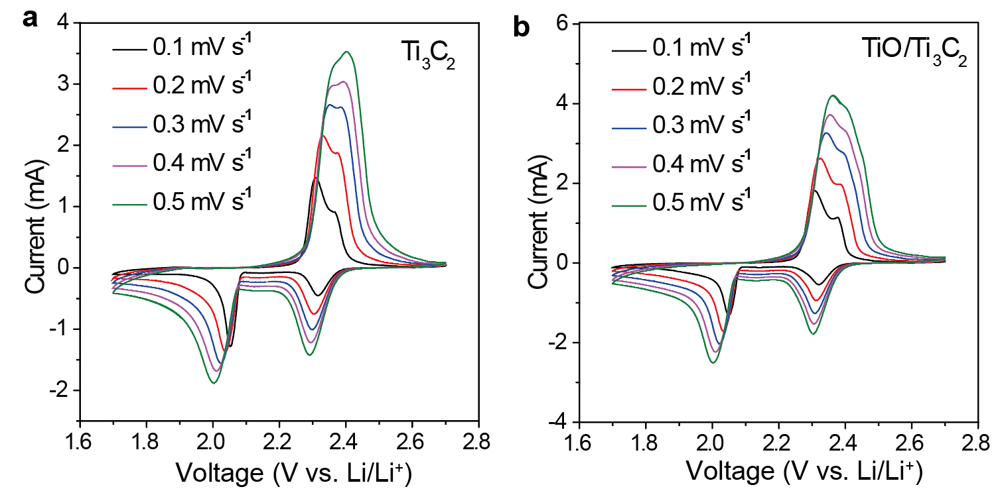 a
Ti₃C₂
0.1 mV s⁻¹
0.2 mV s⁻¹
0.3 mV s⁻¹
0.4 mV s⁻¹
0.5 mV s⁻¹
4
3
2
1
0
-1
-2
Current (mA)
1.6 1.8 2.0 2.2 2.4 2.6 2.8
Voltage (V vs. Li/Li⁺)
b
TiO/Ti₃C₂
0.1 mV s⁻¹
0.2 mV s⁻¹
0.3 mV s⁻¹
0.4 mV s⁻¹
0.5 mV s⁻¹
6
4
2
0
-2
-4
Current (mA)
1.6 1.8 2.0 2.2 2.4 2.6 2.8
Voltage (V vs. Li/Li⁺)